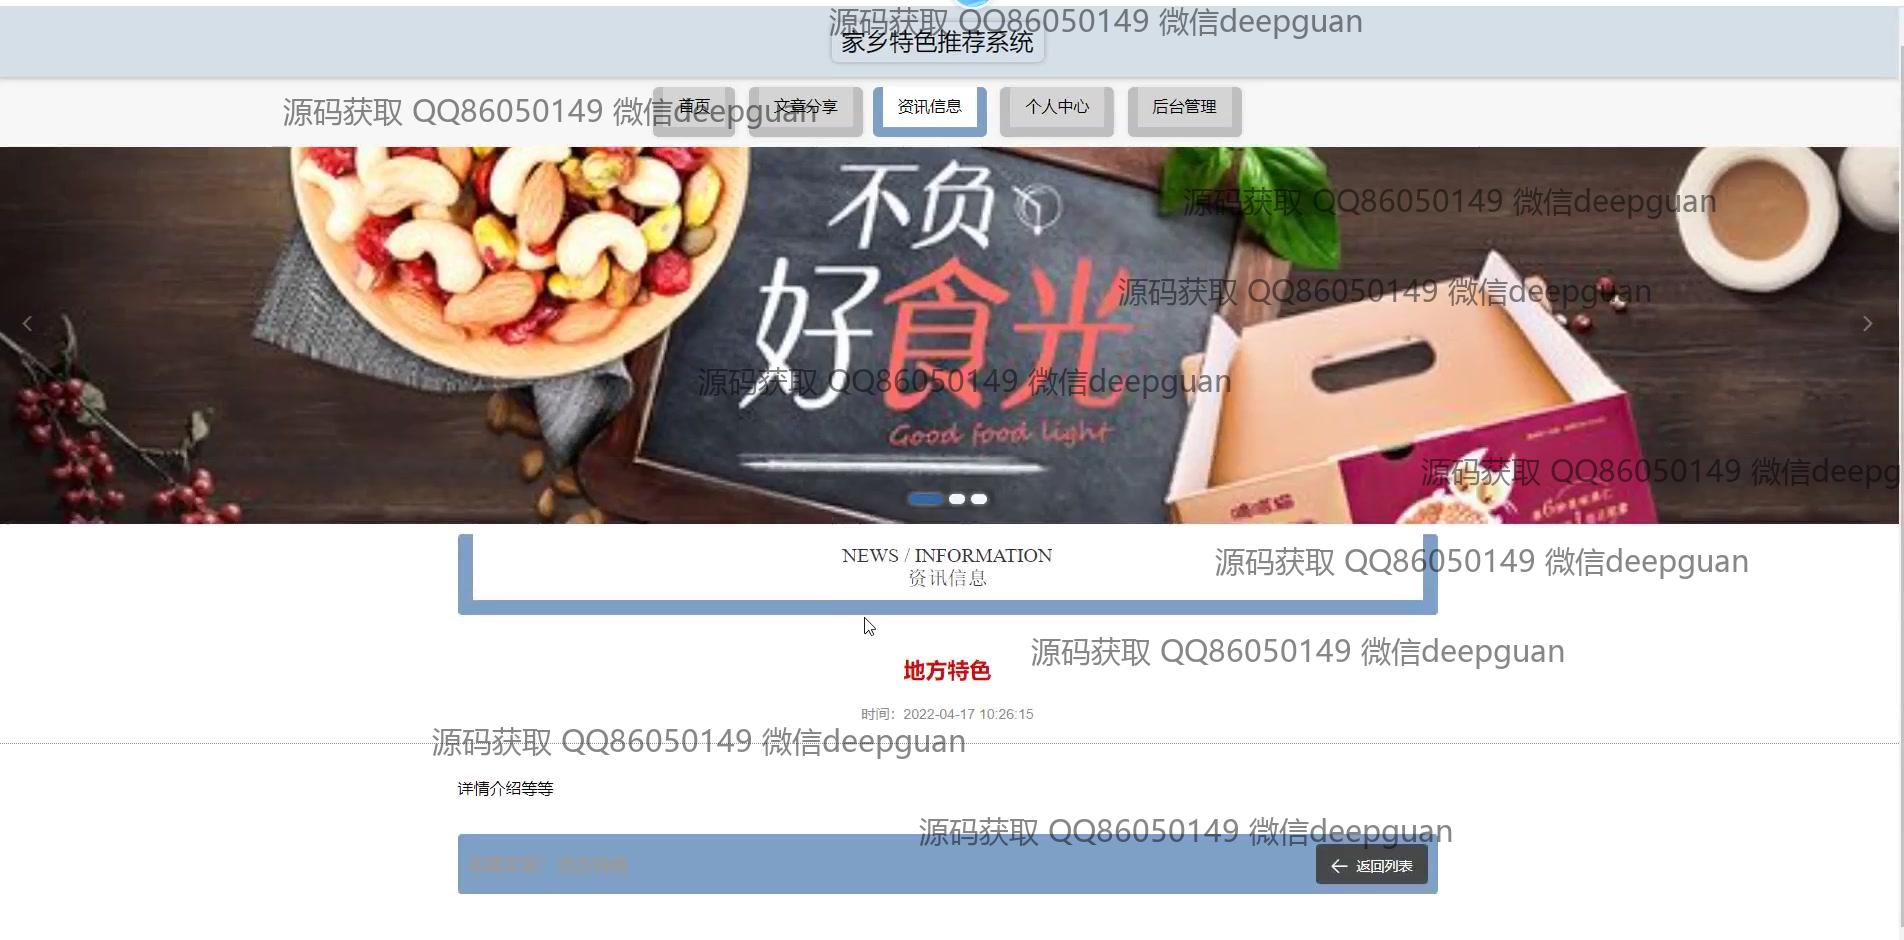 源码获取 QQ86050149 微信deepguan
家乡特色推荐系统
源码获取 QQ86050149 微信deepguan
首页 文章分享 资讯信息 个人中心 后台管理
不负
源码获取 QQ86050149 微信deepguan
好食光
源码获取 QQ86050149 微信deepguan
源码获取 QQ86050149 微信deepguan
Good food light
源码获取 QQ86050149 微信deepg
NEWS / INFORMATION
源码获取 QQ86050149 微信deepguan
资讯信息
源码获取 QQ86050149 微信deepguan
地方特色
时间：2022-04-17 10:26:15
源码获取 QQ86050149 微信deepguan
详情介绍等等
源码获取 QQ86050149 微信deepguan
返回列表